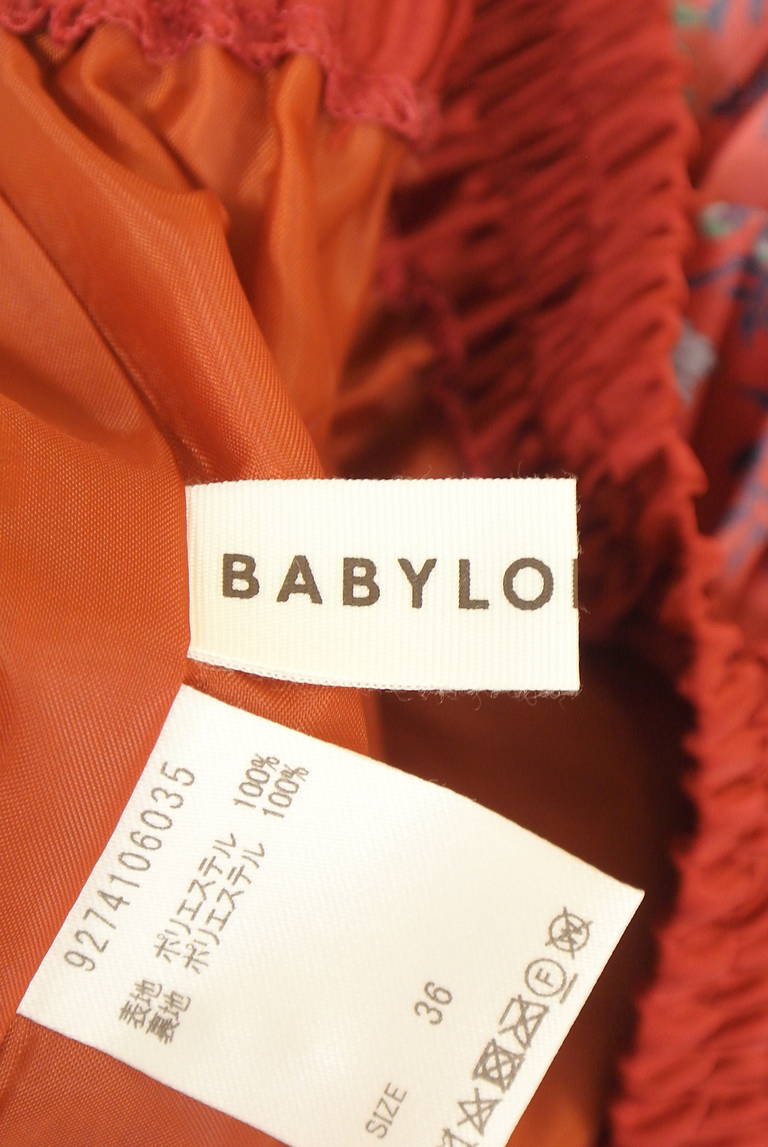 BABYLO
9274106035
表地 ポリエステル 100%
裏地 ポリエステル 100%
SIZE 36
F
W